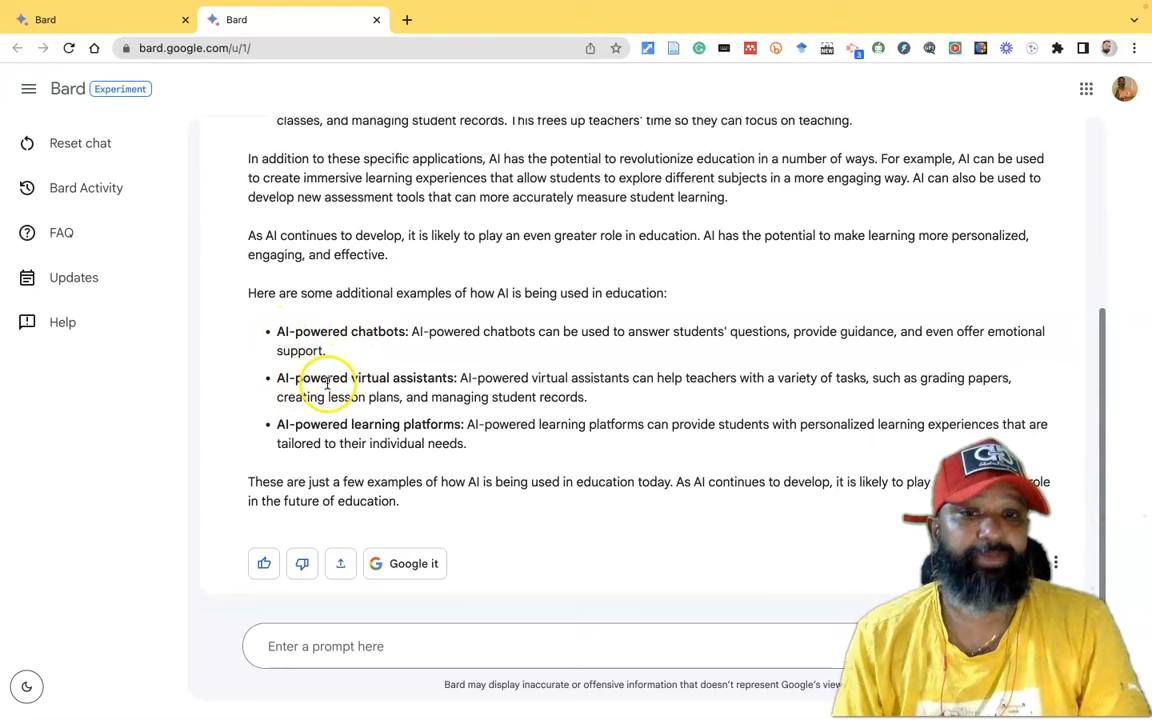 Bard
Bard
bard.google.com/u/1/
NEW
3
Bard Experiment
Reset chat
Bard Activity
FAQ
Updates
Help
classes, and managing student records. This frees up teachers' time so they can focus on teaching.
In addition to these specific applications, AI has the potential to revolutionize education in a number of ways. For example, AI can be used
to create immersive learning experiences that allow students to explore different subjects in a more engaging way. AI can also be used to
develop new assessment tools that can more accurately measure student learning.
As AI continues to develop, it is likely to play an even greater role in education. AI has the potential to make learning more personalized,
engaging, and effective.
Here are some additional examples of how AI is being used in education:
• AI-powered chatbots: AI-powered chatbots can be used to answer students' questions, provide guidance, and even offer emotional
support.
• AI-powered virtual assistants: AI-powered virtual assistants can help teachers with a variety of tasks, such as grading papers,
creating lesson plans, and managing student records.
• AI-powered learning platforms: AI-powered learning platforms can provide students with personalized learning experiences that are
tailored to their individual needs.
These are just a few examples of how AI is being used in education today. As AI continues to develop, it is likely to play role
in the future of education.
Google it
Enter a prompt here
Bard may display inaccurate or offensive information that doesn't represent Google's view